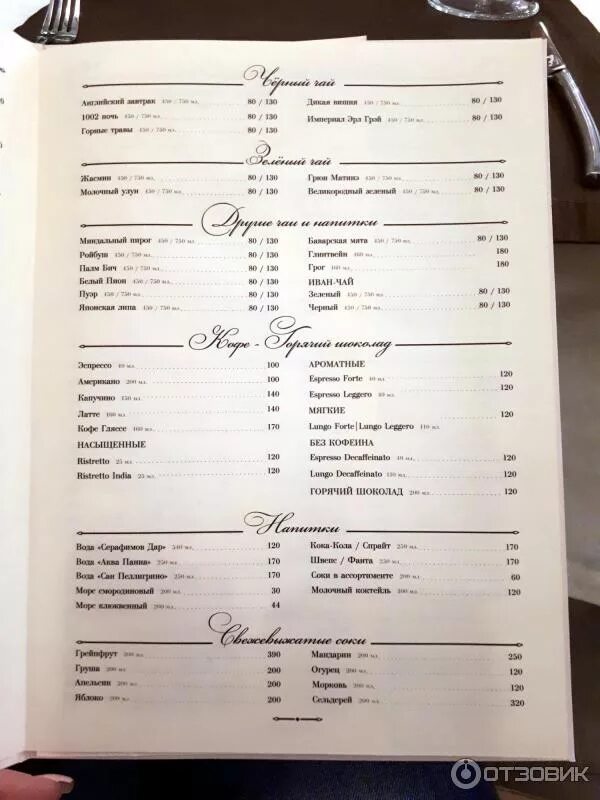 Чёрный чай
Английский завтрак 450 / 750 мл. 80 / 130
1002 ночь 450 / 750 мл. 80 / 130
Горные травы 450 / 750 мл. 80 / 130
Дикая вишня 450 / 750 мл. 80 / 130
Империал Эрл Грэй 450 / 750 мл. 80 / 130
Зелёный чай
Жасмин 450 / 750 мл. 80 / 130
Молочный улун 450 / 750 мл. 80 / 130
Грюн Матинэ 450 / 750 мл. 80 / 130
Великородный зеленый 450 / 750 мл. 80 / 130
Другие чаи и напитки
Миндальный пирог 450 / 750 мл. 80 / 130
Ройбуш 450 / 750 мл. 80 / 130
Палм Бич 450 / 750 мл. 80 / 130
Белый Пион 450 / 750 мл. 80 / 130
Пуэр 450 / 750 мл. 80 / 130
Японская липа 450 / 750 мл. 80 / 130
Баварская мята 450 / 750 мл. 80 / 130
Глинтвейн 160 мл. 180
Грог 160 мл. 180
ИВАН-ЧАЙ
Зеленый 450 / 750 мл. 80 / 130
Черный 450 / 750 мл. 80 / 130
Кофе - Горячий шоколад
Эспрессо 40 мл. 100
Американо 200 мл. 100
Капучино 150 мл. 140
Латте 160 мл. 140
Кофе Гляссе 160 мл. 170
НАСЫЩЕННЫЕ
Ristretto 25 мл. 120
Ristretto India 25 мл. 120
АРОМАТНЫЕ
Espresso Forte 40 мл. 120
Espresso Leggero 40 мл. 120
МЯГКИЕ 120
Lungo Forte|Lungo Leggero 110 мл.
БЕЗ КОФЕИНА
Espresso Decaffeinato 40 мл. 120
Lungo Decaffeinato 110 мл. 120
ГОРЯЧИЙ ШОКОЛАД 200 мл. 120
Напитки
Вода «Серафимов Дар» 540 мл. 120
Вода «Аква Панна» 250 мл. 170
Вода «Сан Пеллигрино» 250 мл. 170
Морс смородиновый 200 мл. 30
Морс клюквенный 200 мл. 44
Кока-Кола / Спрайт 250 мл. 170
Швепс / Фанта 250 мл. 170
Соки в ассортименте 200 мл. 60
Молочный коктейль 400 мл. 120
Свежевыжатые соки
Грейпфрут 200 мл. 390
Груша 200 мл. 200
Апельсин 200 мл. 200
Яблоко 200 мл. 200
Мандарин 200 мл. 250
Огурец 200 мл. 120
Морковь 200 мл. 120
Сельдерей 200 мл. 320
ОТЗОВИК